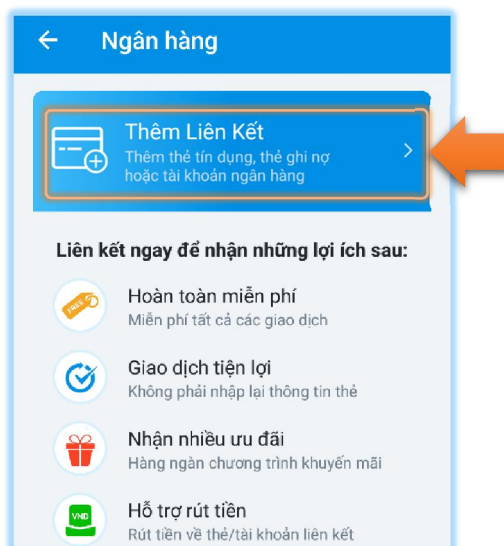 Ngân hàng
Thêm Liên Kết
Thêm thẻ tín dụng, thẻ ghi nợ
hoặc tài khoản ngân hàng
Liên kết ngay để nhận những lợi ích sau:
FREE
Hoàn toàn miễn phí
Miễn phí tất cả các giao dịch
Giao dịch tiện lợi
Không phải nhập lại thông tin thẻ
Nhận nhiều ưu đãi
Hàng ngàn chương trình khuyến mãi
VND
Hỗ trợ rút tiền
Rút tiền về thẻ/tài khoản liên kết